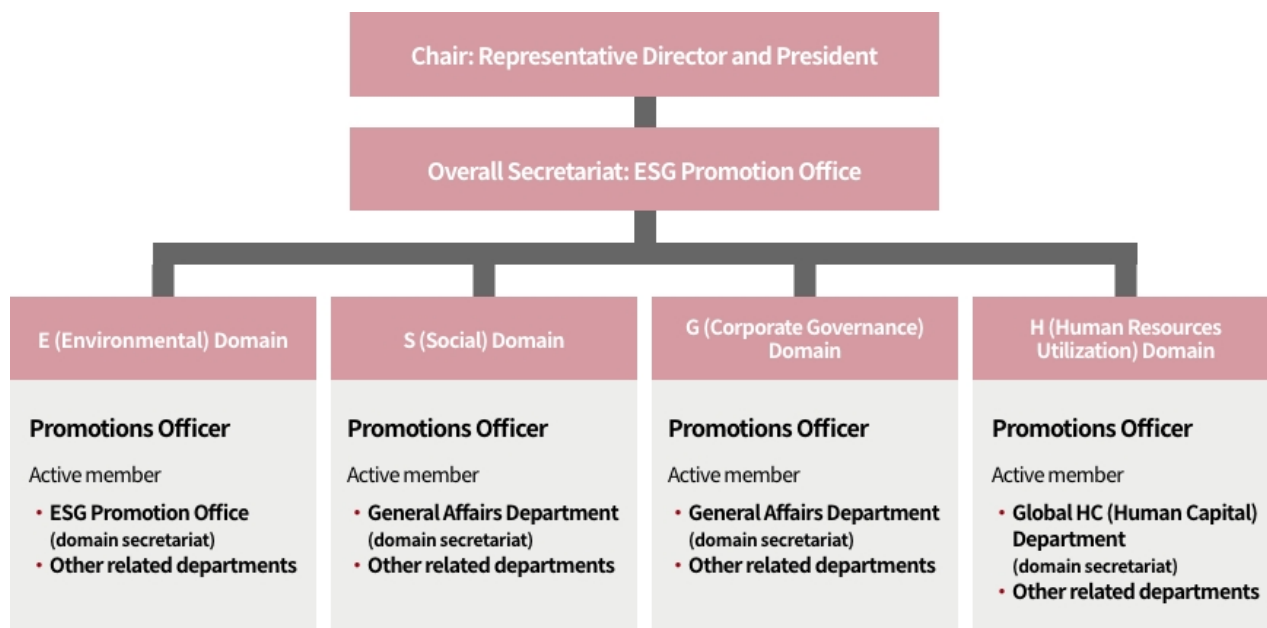 Chair: Representative Director and President
Overall Secretariat: ESG Promotion Office
E (Environmental) Domain
Promotions Officer
Active member
・ESG Promotion Office
(domain secretariat)
・Other related departments
S (Social) Domain
Promotions Officer
Active member
・General Affairs Department
(domain secretariat)
・Other related departments
G (Corporate Governance)
Domain
Promotions Officer
Active member
・General Affairs Department
(domain secretariat)
・Other related departments
H (Human Resources
Utilization) Domain
Promotions Officer
Active member
・Global HC (Human Capital)
Department
(domain secretariat)
・Other related departments